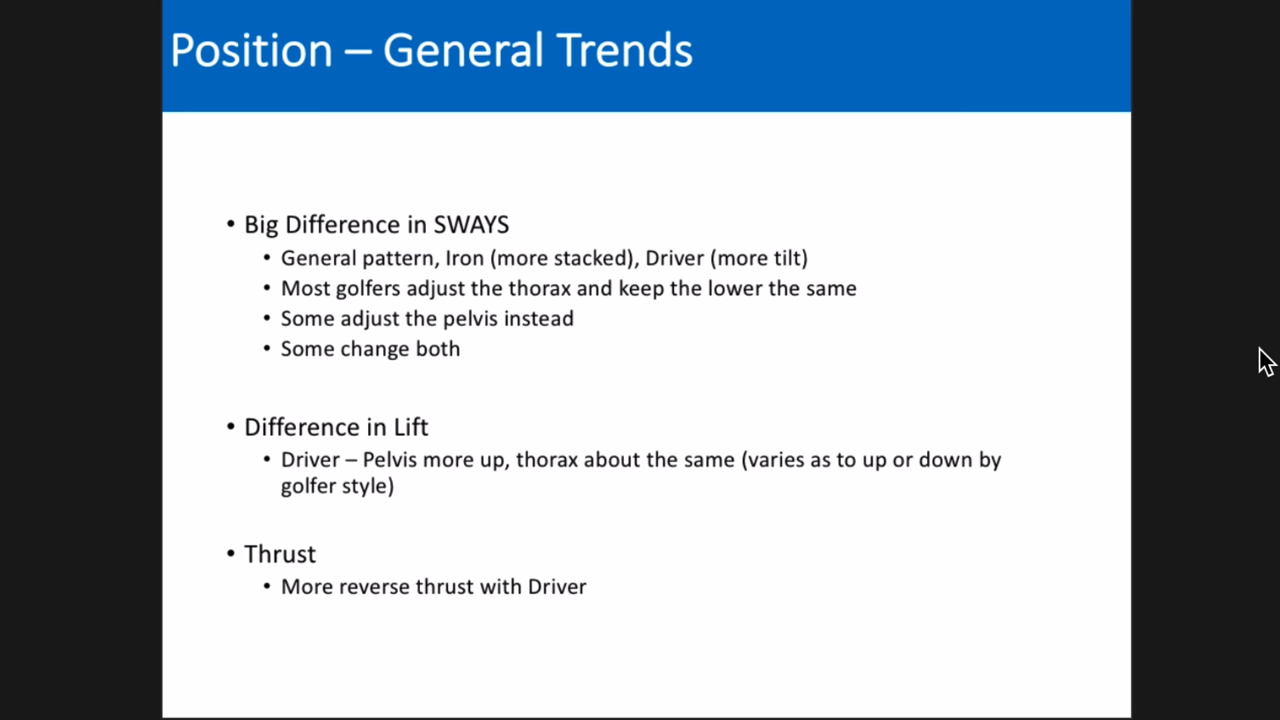 Position – General Trends
• Big Difference in SWAYS
• General pattern, Iron (more stacked), Driver (more tilt)
• Most golfers adjust the thorax and keep the lower the same
• Some adjust the pelvis instead
• Some change both
• Difference in Lift
• Driver – Pelvis more up, thorax about the same (varies as to up or down by
golfer style)
• Thrust
• More reverse thrust with Driver